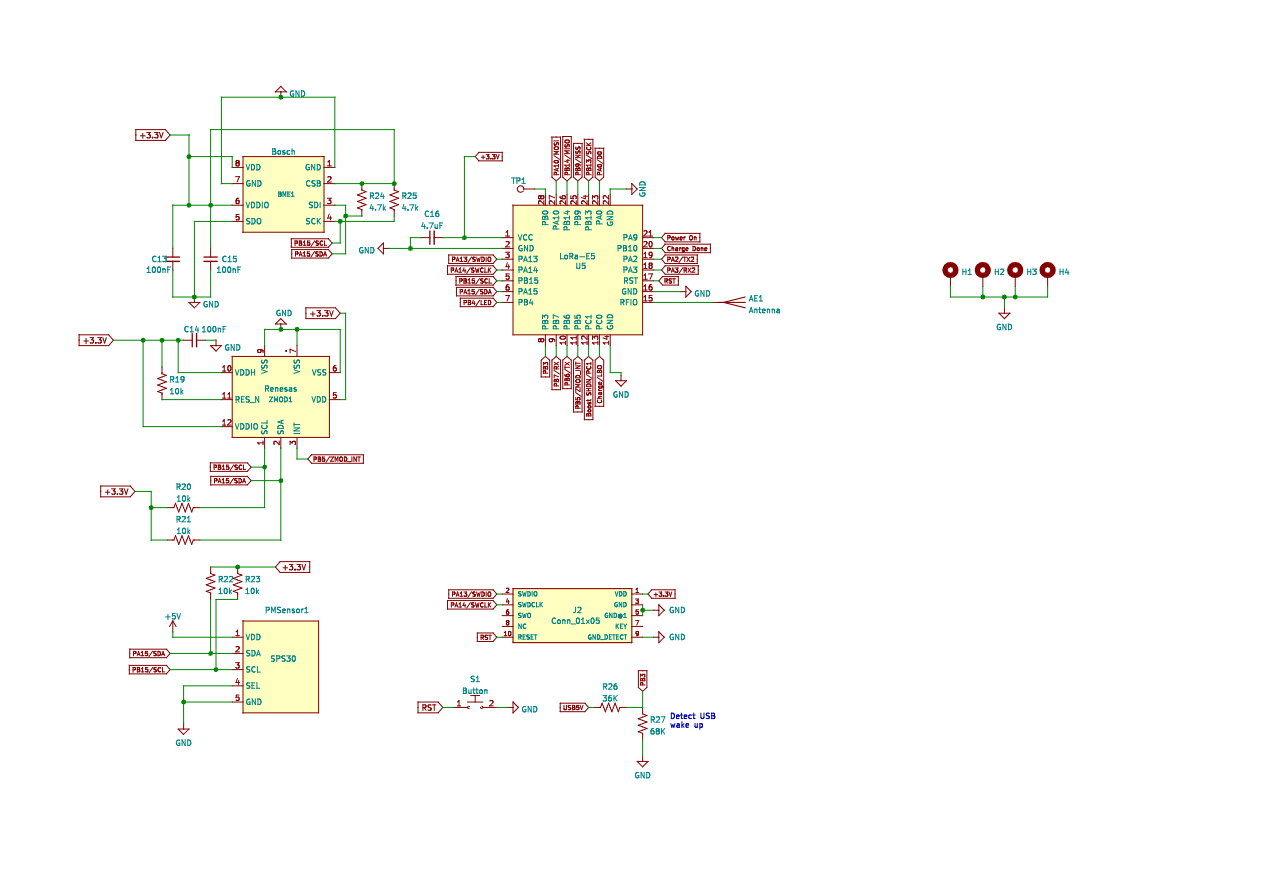 GND
+3.3V
Bosch
8 VDD GND 1
7 GND CSB 2
BME1
6 VDDIO SDI 3
5 SDO SCK 4
R24
4.7k
R25
4.7k
PB15/SCL
PA15/SDA
C13
100nF
C15
100nF
GND
+3.3V
GND
+3.3V
C14 100nF
GND
9 VSS
7 VSS
10 VDDH VSS 6
R19
10k
Renesas
ZMOD1
11 RES_N VDD 5
12 VDDIO
SCL 1
SDA 2
INT 3
PB5/ZMOD_INT
PB15/SCL
PA15/SDA
+3.3V
R20
10k
R21
10k
+3.3V
R22
10k
R23
10k
+5V
PMSensor1
SPS30
1 VDD
PA15/SDA 2 SDA
PB15/SCL 3 SCL
4 SEL
5 GND
GND
+3.3V
TP1
C16
4.7uF
GND
PA10/MOSI
PB14/MISO
PB9/NSS
PB13/SCK
PA0/D0
GND
28 PB0
27 PA10
26 PB14
25 PB9
24 PB13
23 PA0
22 GND
LoRa-E5
U5
1 VCC
2 GND
PA13/SWDIO 3 PA13
PA14/SWCLK 4 PA14
PB15/SCL 5 PB15
PA15/SDA 6 PA15
PB4/LED 7 PB4
PA9 21 Power On
PB10 20 Charge Done
PA2 19 PA2/TX2
PA3 18 PA3/RX2
RST 17 RST
GND 16 GND
RFIO 15
AE1
Antenna
PB3 8 PB3
PB7 9 PB7/RX
PB6 10 PB6/TX
PB5 11 PB5/ZMOD_INT
PC1 12 Boost SHDN/PC1
PC0 13 Charge/LBO
GND 14
GND
H1 H2 H3 H4
GND
PA13/SWDIO 2 SWDIO VDD 1 +3.3V
PA14/SWCLK 4 SWDCLK GND 3
J2
Conn_01x05
6 SWO GND@1 5 GND
8 NC KEY 7
RST 10 RESET GND_DETECT 9 GND
S1
Button
RST 1 2 GND
PB3
R26
36K
USB5V
R27
68K
Detect USB
wake up
GND